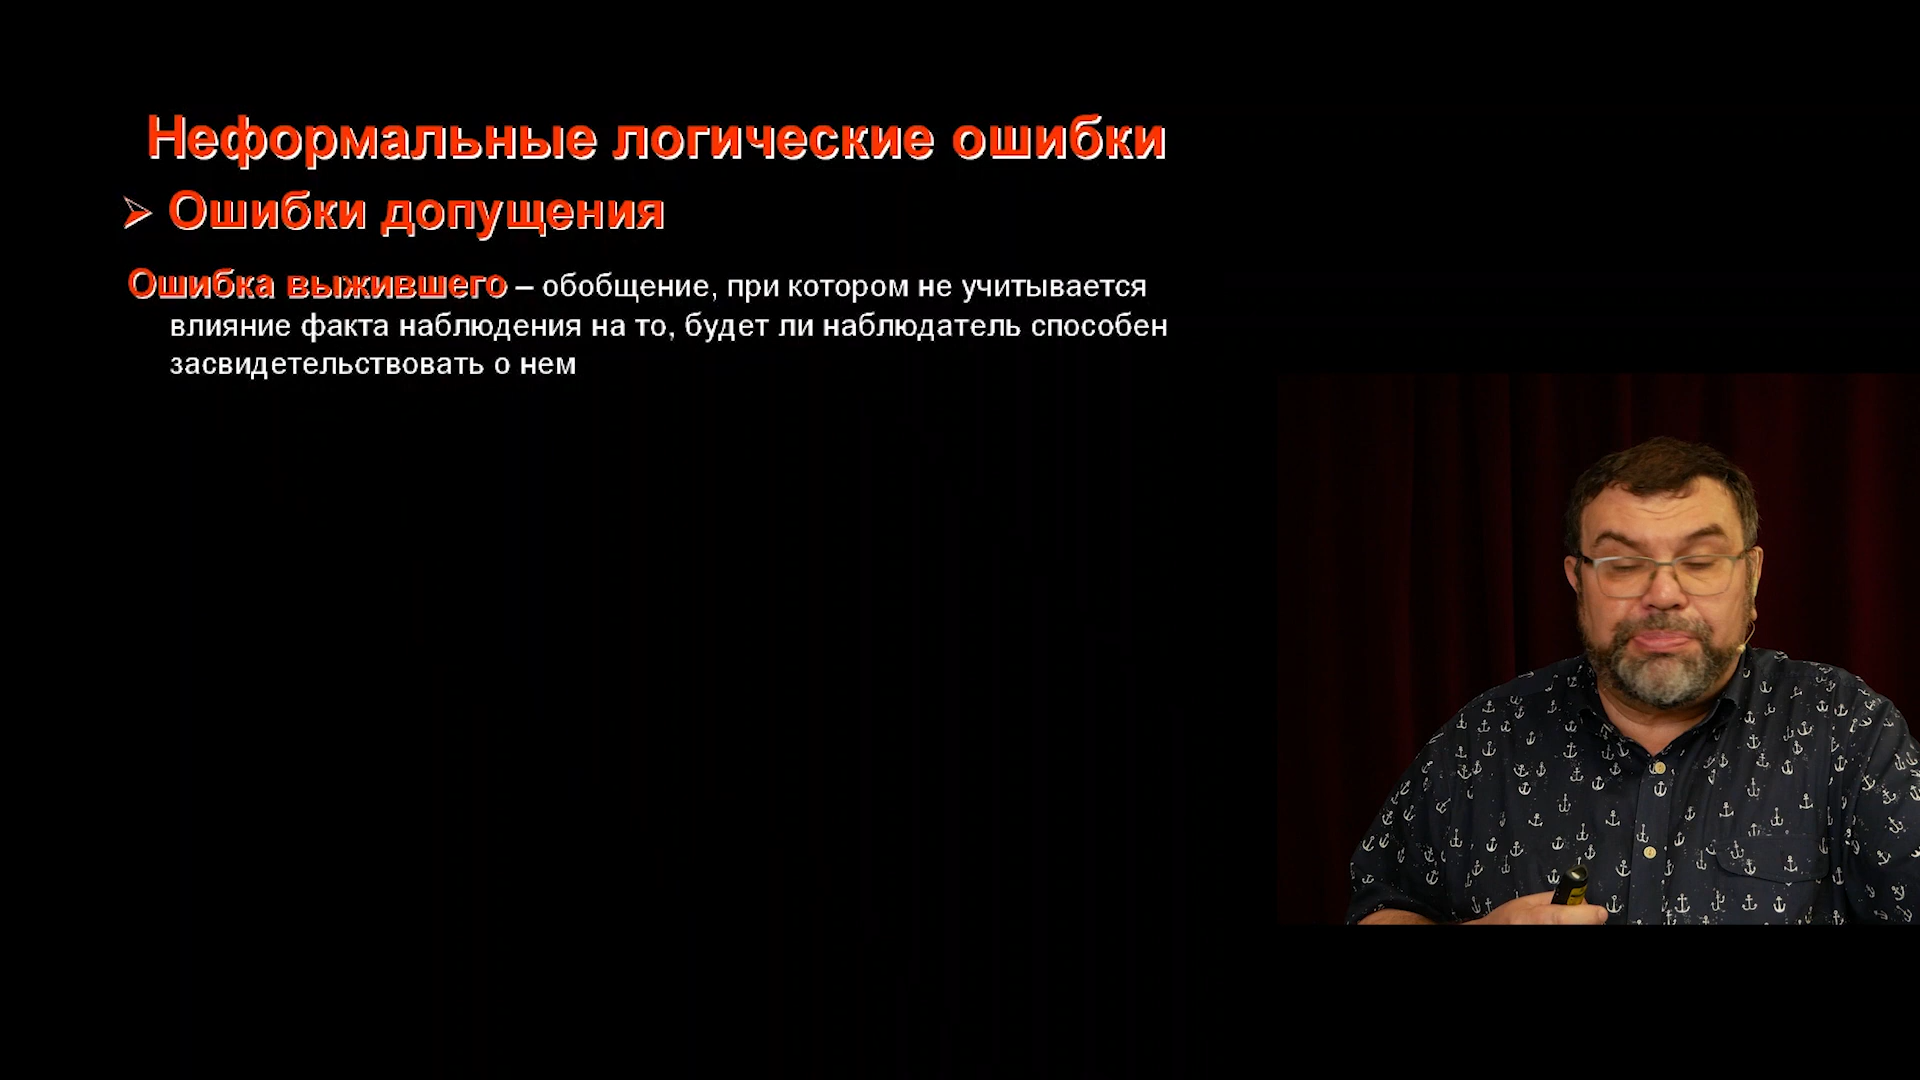 Неформальные логические ошибки
➢ Ошибки допущения
Ошибка выжившего – обобщение, при котором не учитывается
влияние факта наблюдения на то, будет ли наблюдатель способен
засвидетельствовать о нем